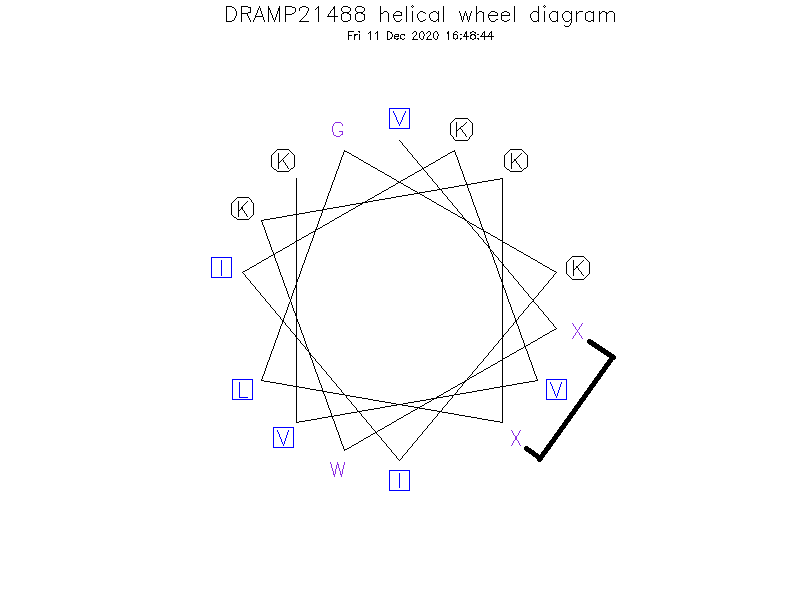 DRAMP21488 helical wheel diagram
Fri 11 Dec 2020 16:48:44
V
G K
K K
K
I K
X
L V
V X
W
I